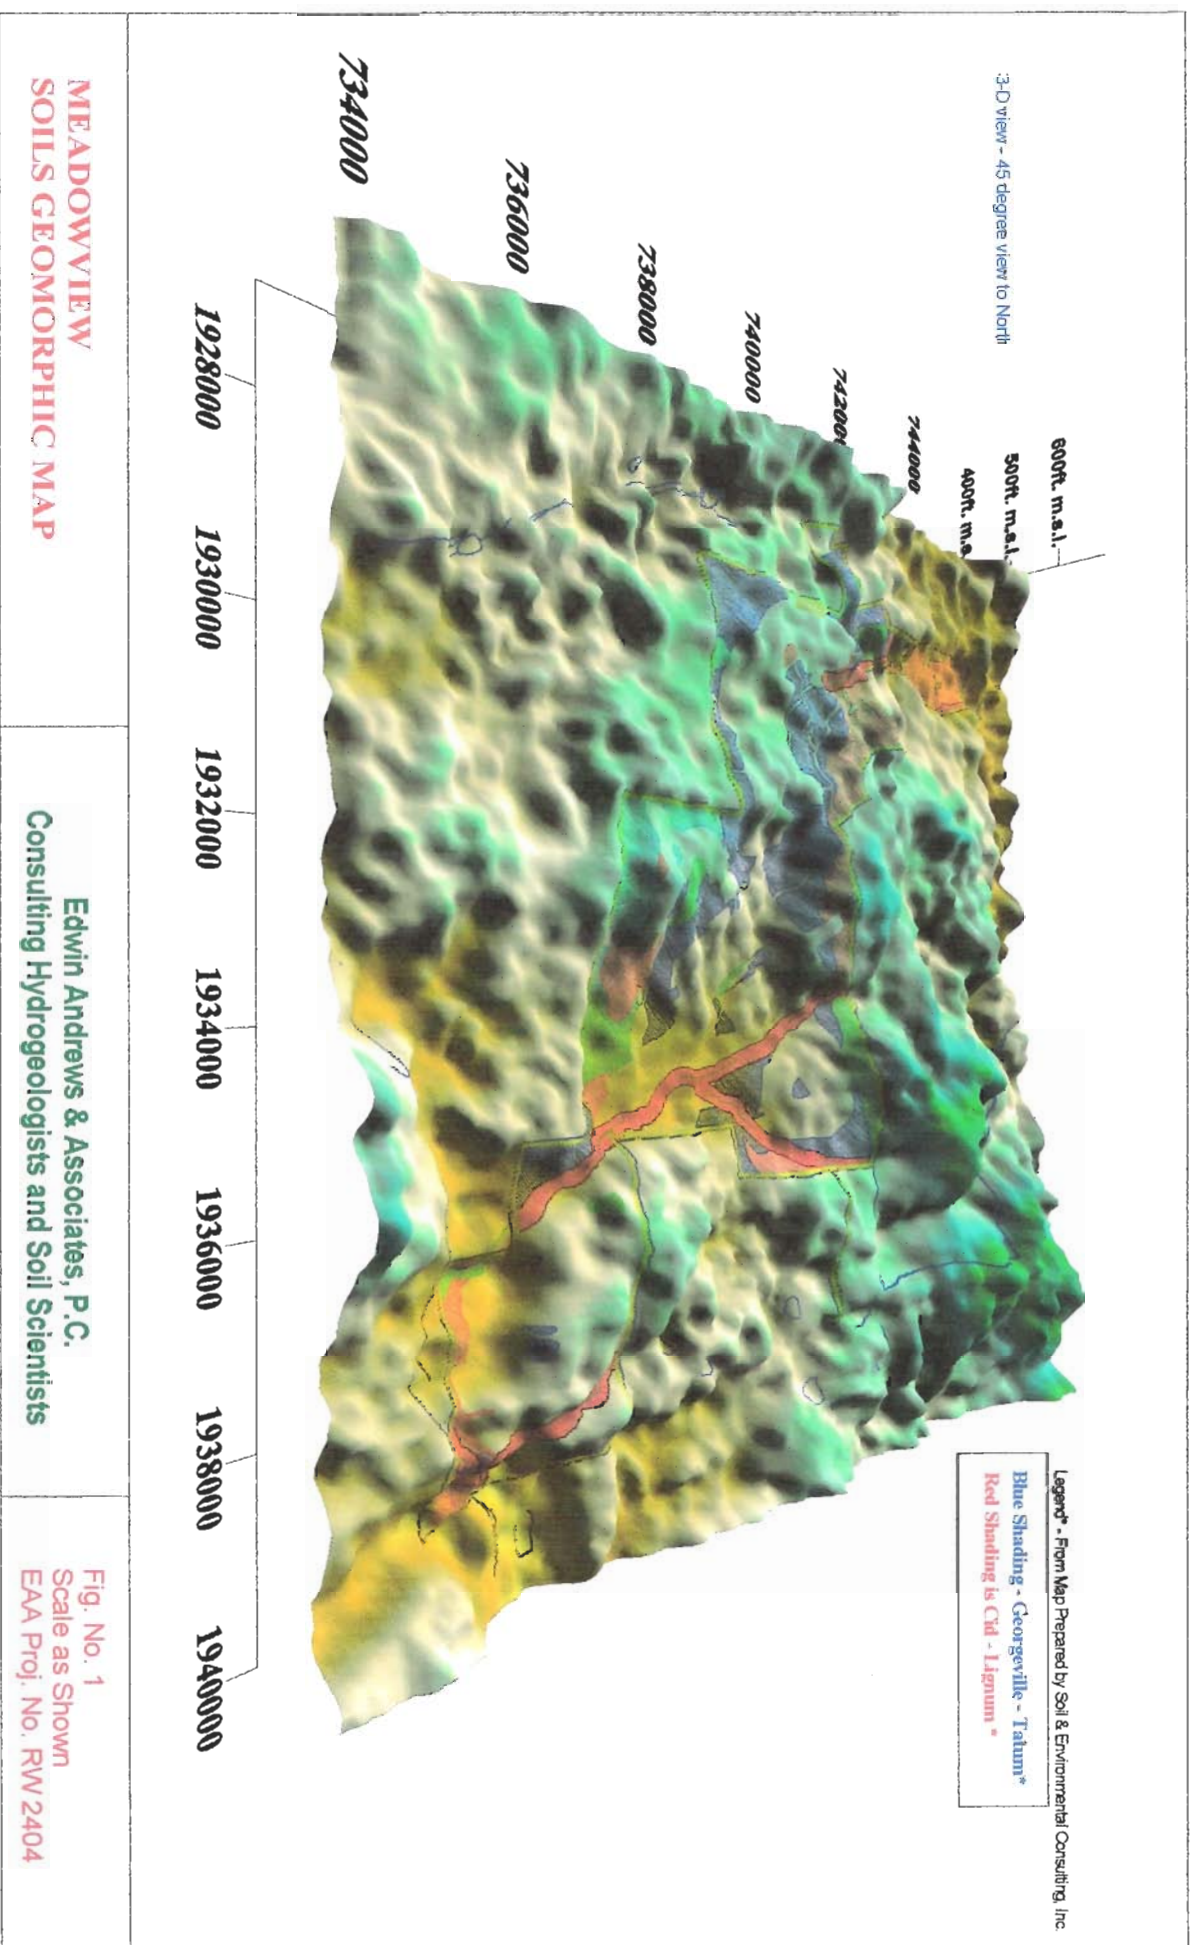 :3-D view - 45 degree view to North
600ft. m.s.l.
500ft. m.s.l.
400ft. m.s.
744000
742000
740000
738000
736000
734000
1928000
1930000
1932000
1934000
1936000
1938000
1940000
Legend* - From Map Prepared by Soil & Environmental Consulting, Inc.
Blue Shading - Georgeville - Tatum*
Red Shading is Cid - Lignum *
MEADOWVIEW
SOILS GEOMORPHIC MAP
Edwin Andrews & Associates, P.C.
Consulting Hydrogeologists and Soil Scientists
Fig. No. 1
Scale as Shown
EAA Proj. No. RW 2404